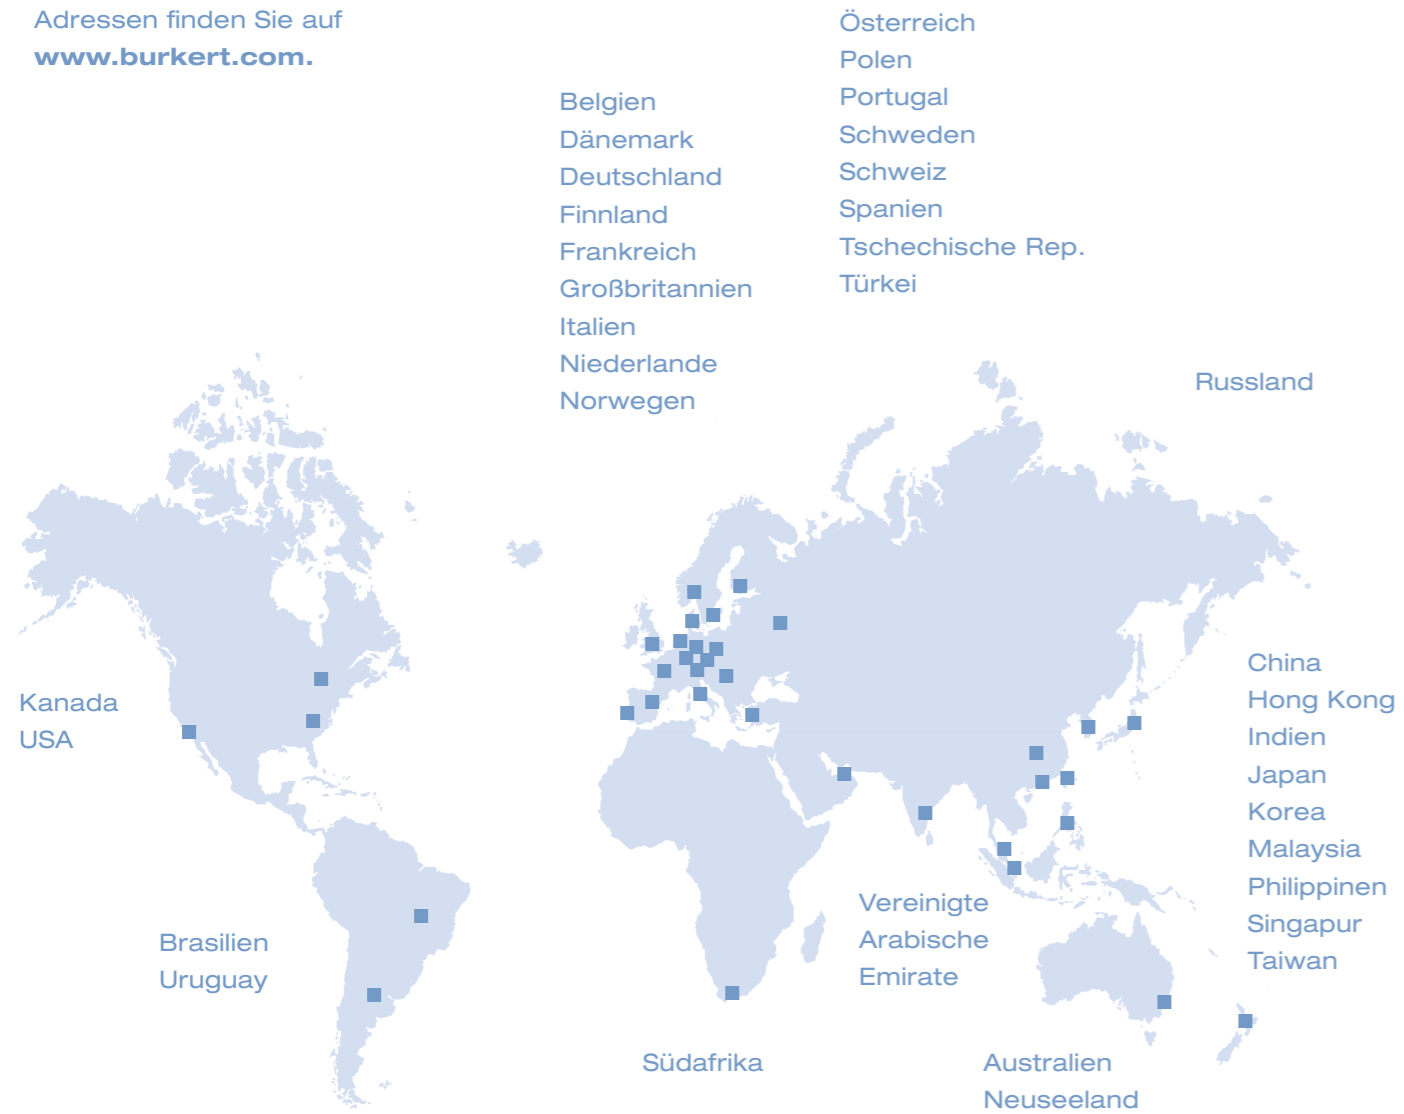 Adressen finden Sie auf
www.burkert.com.
Belgien
Dänemark
Deutschland
Finnland
Frankreich
Großbritannien
Italien
Niederlande
Norwegen
Österreich
Polen
Portugal
Schweden
Schweiz
Spanien
Tschechische Rep.
Türkei
Russland
Kanada
USA
China
Hong Kong
Indien
Japan
Korea
Malaysia
Philippinen
Singapur
Taiwan
Brasilien
Uruguay
Vereinigte
Arabische
Emirate
Südafrika
Australien
Neuseeland